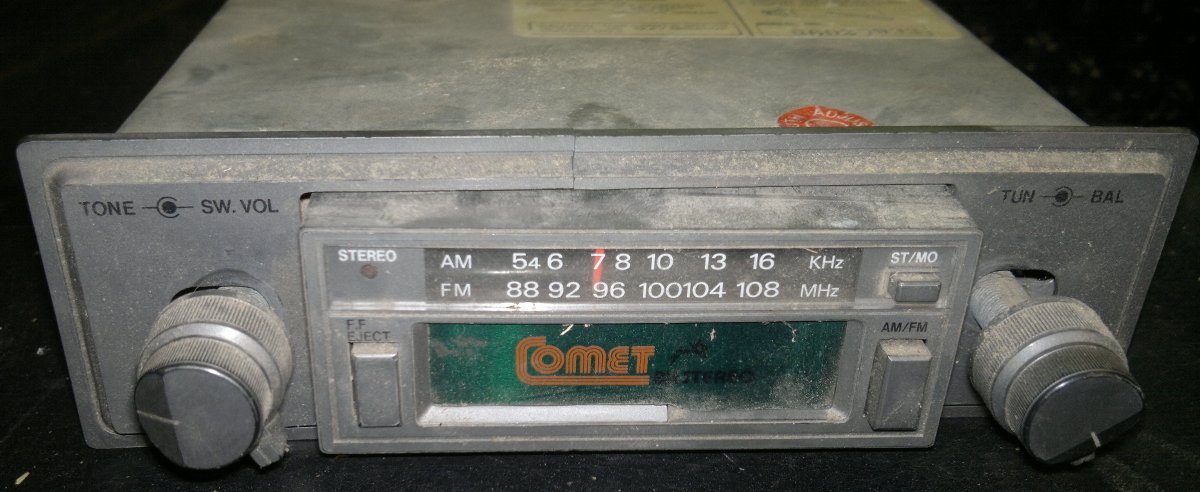 TONE SW. VOL
TUN BAL
STEREO
AM 54 6 7 8 10 13 16 KHz
FM 88 92 96 100 104 108 MHz
ST/MO
F.F
EJECT
AM/FM
COMET
STEREO